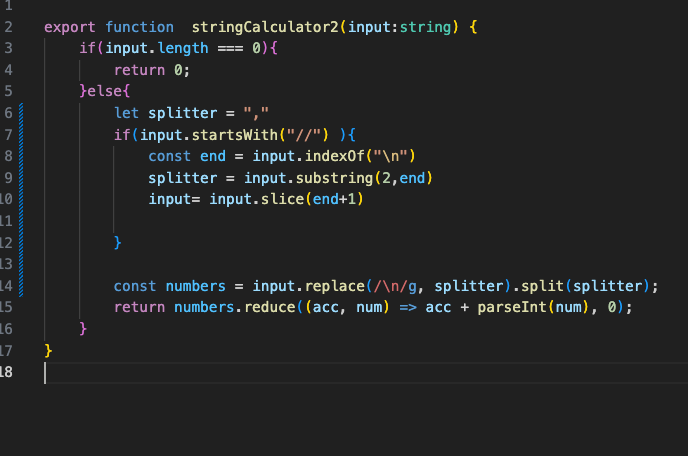 1
2 export function  stringCalculator2(input:string) {
3     if(input.length === 0){
4         return 0;
5     }else{
6         let splitter = ","
7         if(input.startsWith("//") ){
8             const end = input.indexOf("\n")
9             splitter = input.substring(2,end)
10             input= input.slice(end+1)
11
12         }
13
14         const numbers = input.replace(/\n/g, splitter).split(splitter);
15         return numbers.reduce((acc, num) => acc + parseInt(num), 0);
16     }
17 }
18